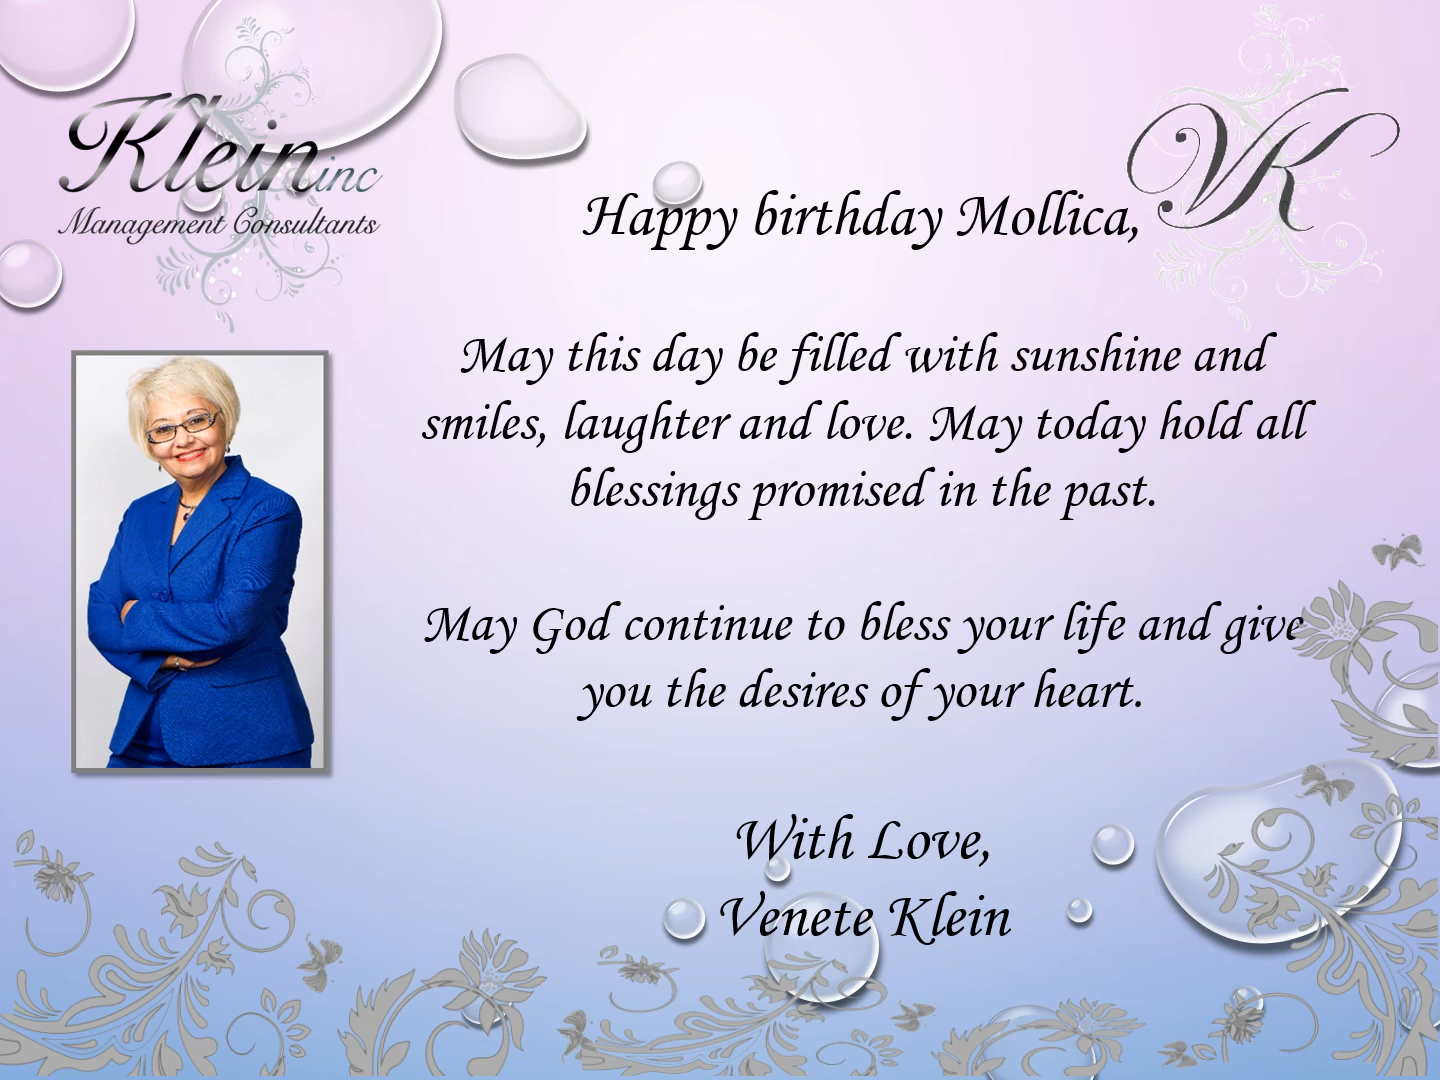 Klein inc
Management Consultants
VK
Happy birthday Mollica,
May this day be filled with sunshine and
smiles, laughter and love. May today hold all
blessings promised in the past.
May God continue to bless your life and give
you the desires of your heart.
With Love,
Venete Klein